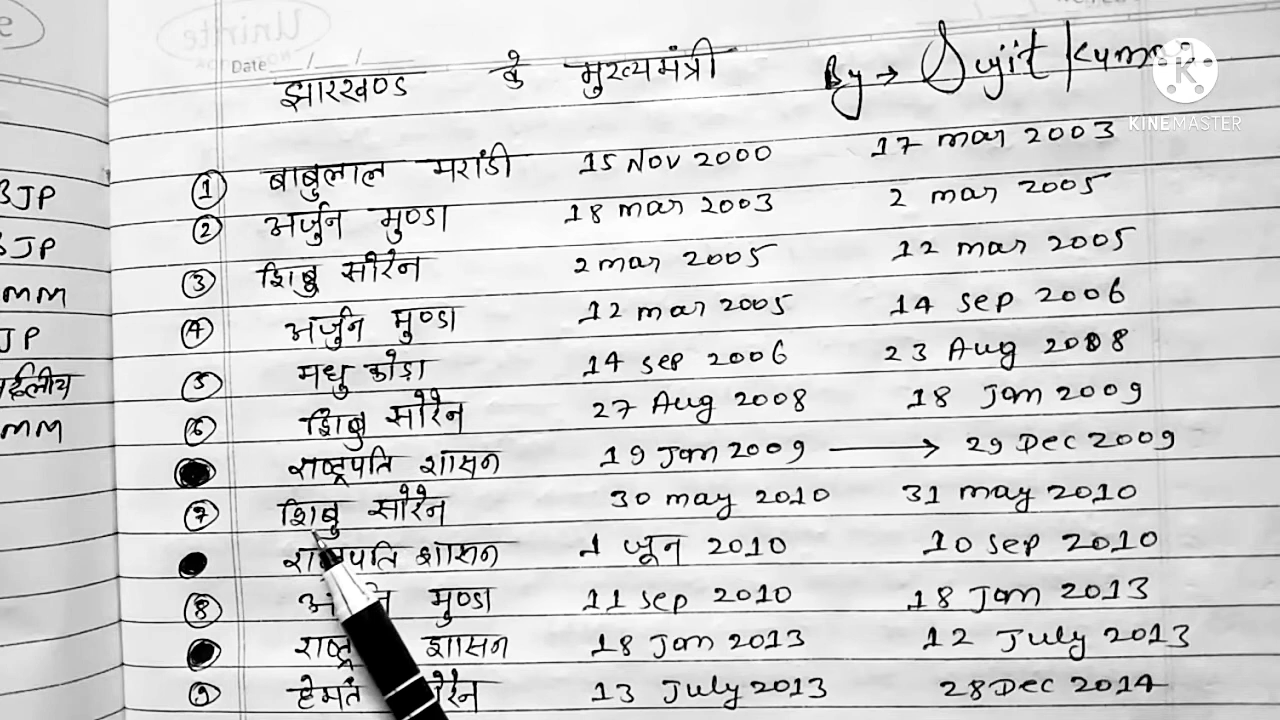 Unirite
Date
झारखण्ड के मुख्यमंत्री By → Sujit Kumar
KINEMASTER
① बाबुलाल मरांडी 15 Nov 2000 17 mar 2003
BJP
② अर्जुन मुण्डा 18 mar 2003 2 mar 2005
BJP
③ शिबु सोरेन 2 mar 2005 12 mar 2005
JMM
④ अर्जुन मुण्डा 12 mar 2005 14 sep 2006
JP
⑤ मधु कोड़ा 14 sep 2006 23 Aug 2008
⑥ शिबु सोरेन 27 Aug 2008 18 Jan 2009
MM
राष्ट्रपति शासन 19 Jan 2009 → 29 Dec 2009
⑦ शिबु सोरेन 30 may 2010 31 may 2010
राष्ट्रपति शासन 1 जून 2010 10 sep 2010
⑧ मुण्डा 11 sep 2010 18 Jan 2013
राष्ट्र शासन 18 Jan 2013 12 July 2013
⑨ हेमंत सोरेन 13 July 2013 28 Dec 2014